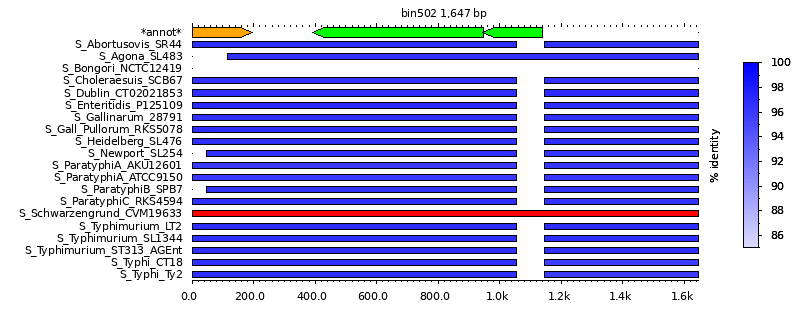 bin502 1,647 bp
*annot*
S_Abortusovis_SR44
S_Agona_SL483
S_Bongori_NCTC12419
S_Choleraesuis_SCB67
S_Dublin_CT02021853
S_Enteritidis_P125109
S_Gallinarum_28791
S_Gall_Pullorum_RKS5078
S_Heidelberg_SL476
S_Newport_SL254
S_ParatyphiA_AKU12601
S_ParatyphiA_ATCC9150
S_ParatyphiB_SPB7
S_ParatyphiC_RKS4594
S_Schwarzengrund_CVM19633
S_Typhimurium_LT2
S_Typhimurium_SL1344
S_Typhimurium_ST313_AGEnt
S_Typhi_CT18
S_Typhi_Ty2
0.0 200.0 400.0 600.0 800.0 1.0k 1.2k 1.4k 1.6k
100
98
96
94
92
90
88
86
% identity